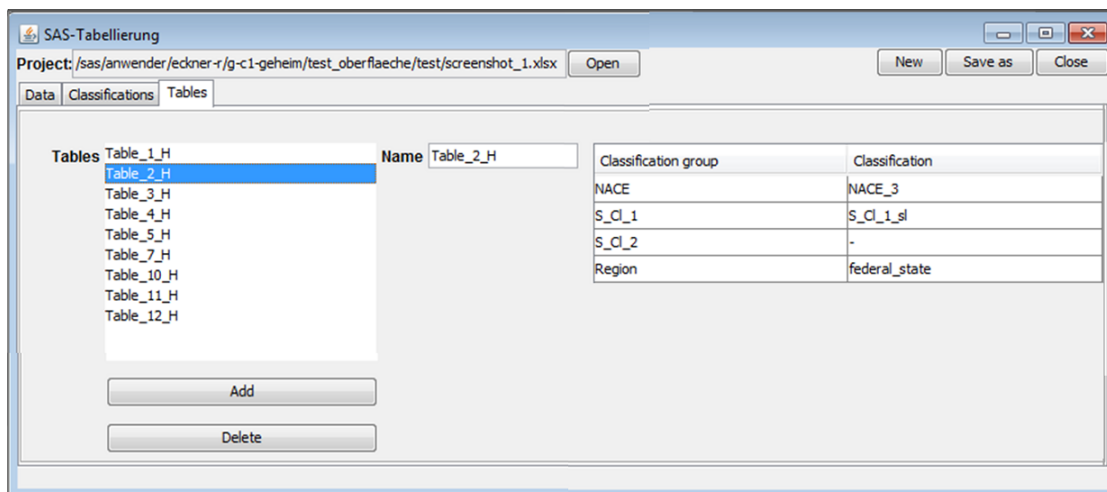 SAS-Tabellierung
Project: /sas/anwender/eckner-r/g-c1-geheim/test_oberflaeche/test/screenshot_1.xlsx Open New Save as Close
Data Classifications Tables
Tables Table_1_H Name Table_2_H Classification group Classification
Table_2_H NACE NACE_3
Table_3_H
Table_4_H S_Cl_1 S_Cl_1_sl
Table_5_H S_Cl_2 -
Table_7_H
Table_10_H Region federal_state
Table_11_H
Table_12_H
Add
Delete